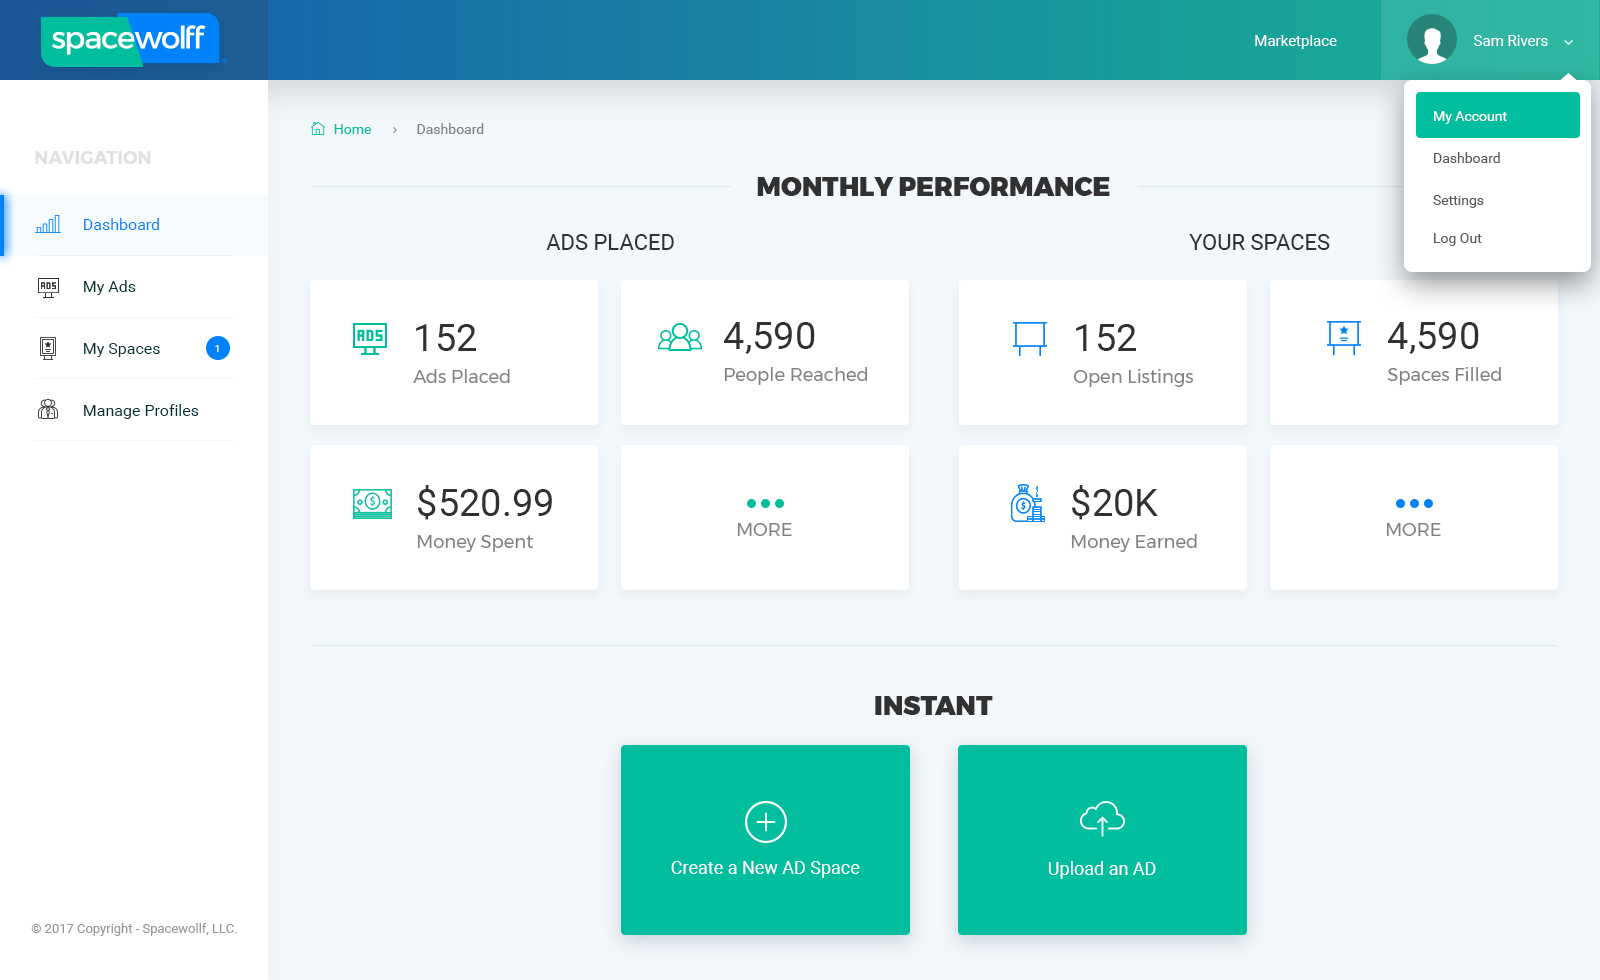 spacewolff
Marketplace
Sam Rivers
My Account
Dashboard
Settings
Log Out
NAVIGATION
Dashboard
ADS
My Ads
My Spaces
1
Manage Profiles
© 2017 Copyright - Spacewollf, LLC.
Home > Dashboard
MONTHLY PERFORMANCE
ADS PLACED
ADS
152
Ads Placed
4,590
People Reached
$520.99
Money Spent
MORE
YOUR SPACES
152
Open Listings
4,590
Spaces Filled
$20K
Money Earned
MORE
INSTANT
Create a New AD Space
Upload an AD